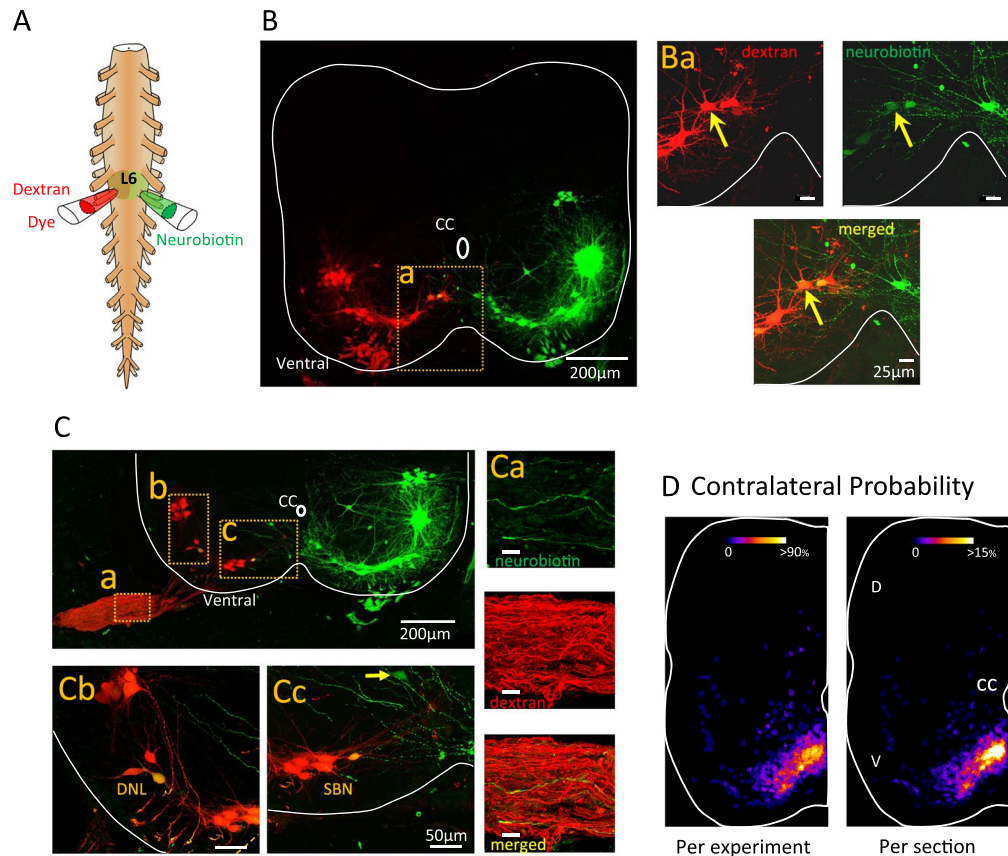 A
L6
Dextran
Dye
Neurobiotin
B
CC
a
Ventral
200μm
Ba
dextran
neurobiotin
merged
25μm
C
b
CC
c
a
Ventral
200μm
Ca
neurobiotin
dextran
merged
Cb
DNL
Cc
SBN
50μm
D Contralateral Probability
0 >90%
0 >15%
D
CC
V
Per experiment
Per section